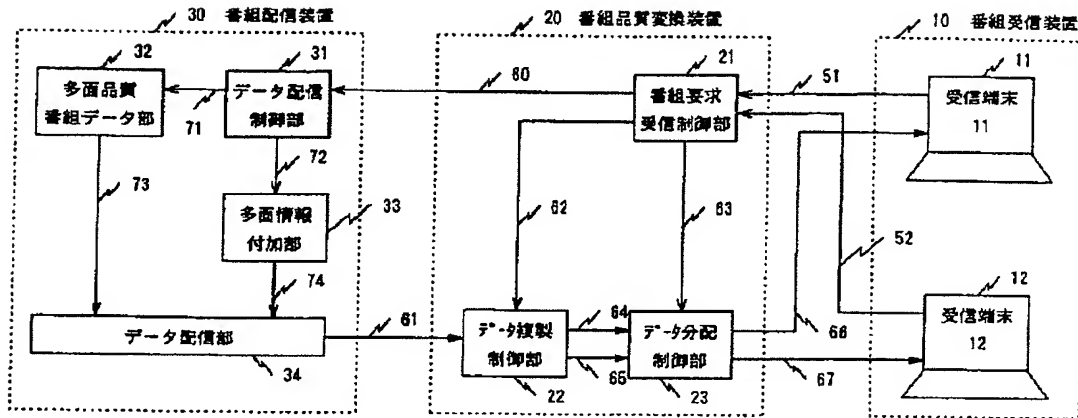 30 番組配信装置
20 番組品質変換装置
10 番組受信装置
32
多面品質
番組データ部
31
データ配信
制御部
71
60
21
番組要求
受信制御部
51
11
受信端末
11
72
73
多面情報
付加部
33
62
63
52
74
データ配信部
34
61
データ複製
制御部
22
64
65
データ分配
制御部
23
66
67
12
受信端末
12